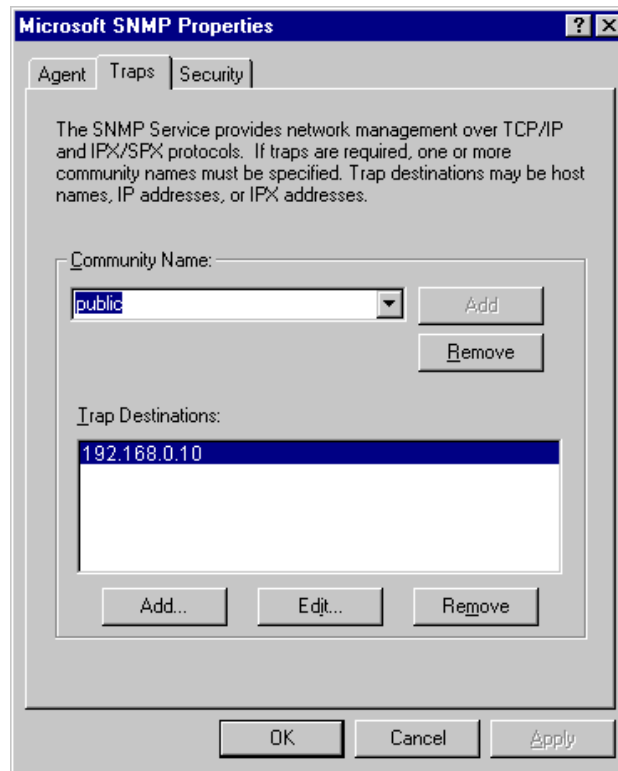 Microsoft SNMP Properties
? X
Agent Traps Security
The SNMP Service provides network management over TCP/IP
and IPX/SPX protocols. If traps are required, one or more
community names must be specified. Trap destinations may be host
names, IP addresses, or IPX addresses.
Community Name:
public
Add
Remove
Trap Destinations:
192.168.0.10
Add... Edit... Remove
OK Cancel Apply